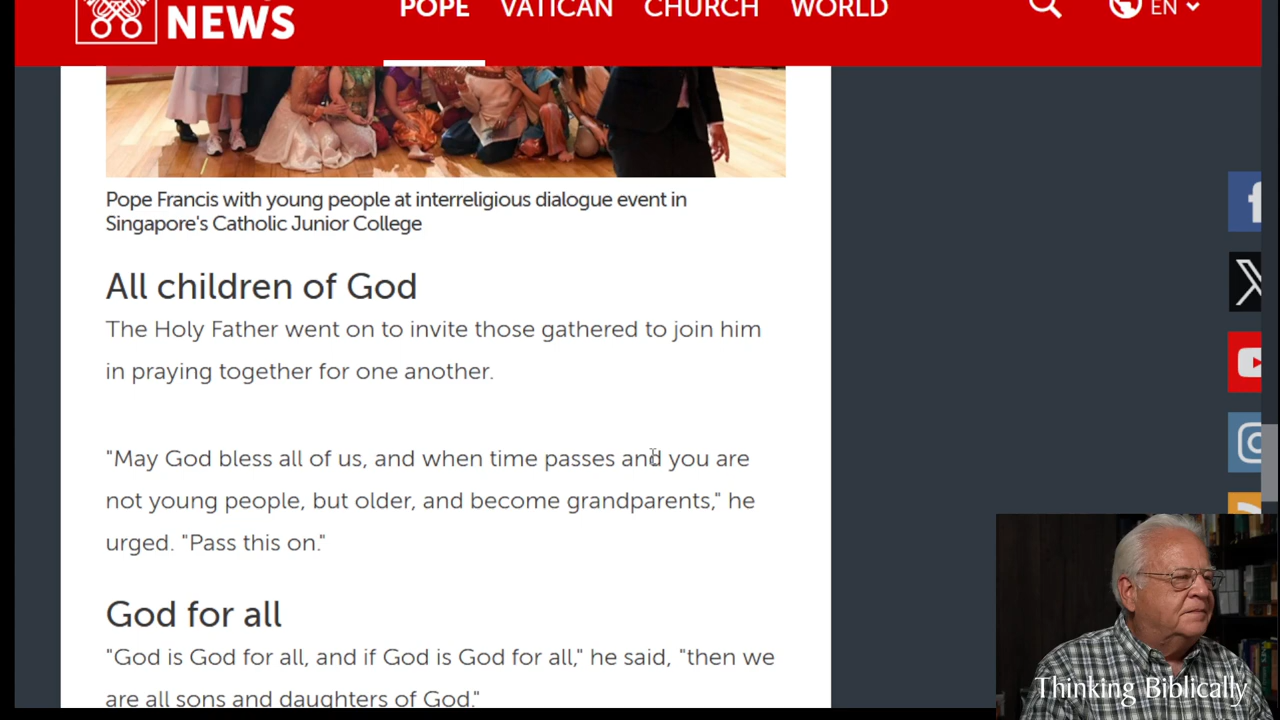 NEWS
POPE VATICAN CHURCH WORLD EN
Pope Francis with young people at interreligious dialogue event in
Singapore's Catholic Junior College
All children of God
The Holy Father went on to invite those gathered to join him
in praying together for one another.
"May God bless all of us, and when time passes and you are
not young people, but older, and become grandparents," he
urged. "Pass this on."
God for all
"God is God for all, and if God is God for all," he said, "then we
are all sons and daughters of God."
Thinking Biblically